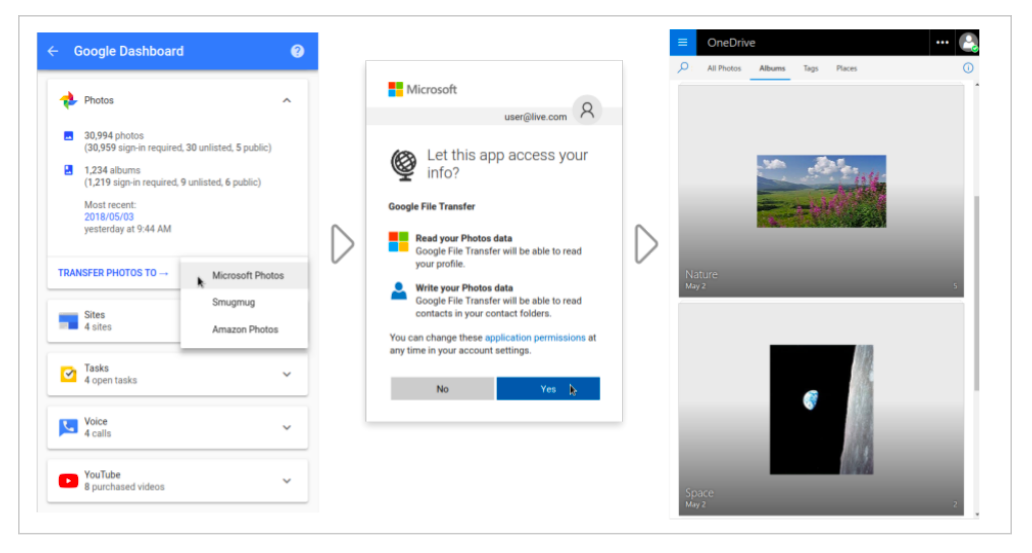 Google Dashboard
Photos
30,994 photos
(30,959 sign-in required, 30 unlisted, 5 public)
1,234 albums
(1,219 sign-in required, 9 unlisted, 6 public)
Most recent:
2018/05/03
yesterday at 9:44 AM
TRANSFER PHOTOS TO →
Microsoft Photos
Smugmug
Amazon Photos
Sites
4 sites
Tasks
4 open tasks
Voice
4 calls
YouTube
8 purchased videos
Microsoft
user@live.com
Let this app access your
info?
Google File Transfer
Read your Photos data
Google File Transfer will be able to read
your profile.
Write your Photos data
Google File Transfer will be able to read
contacts in your contact folders.
You can change these application permissions at
any time in your account settings.
No Yes
OneDrive
All Photos Albums Tags Places
Nature
May 2 5
Space
May 2 2